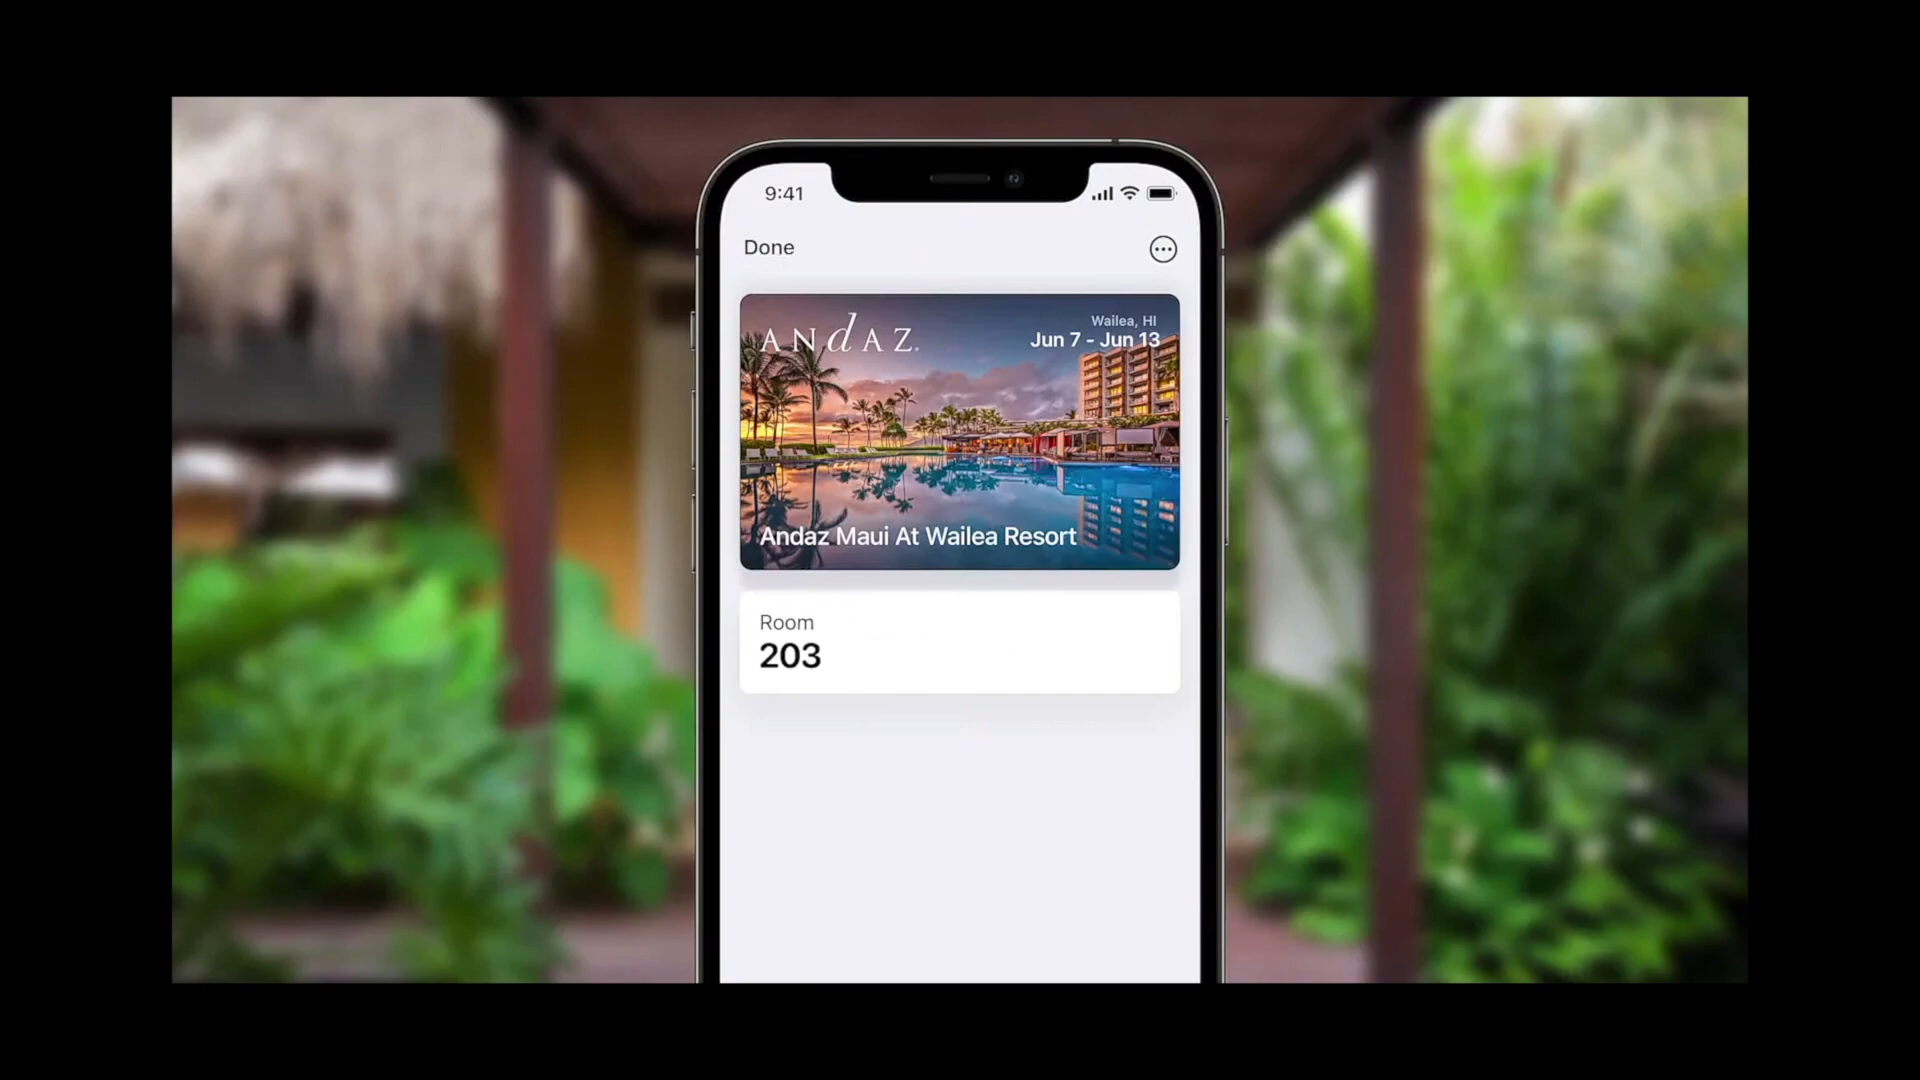 9:41
Done
ANdAZ.
Wailea, HI
Jun 7 - Jun 13
Andaz Maui At Wailea Resort
Room
203